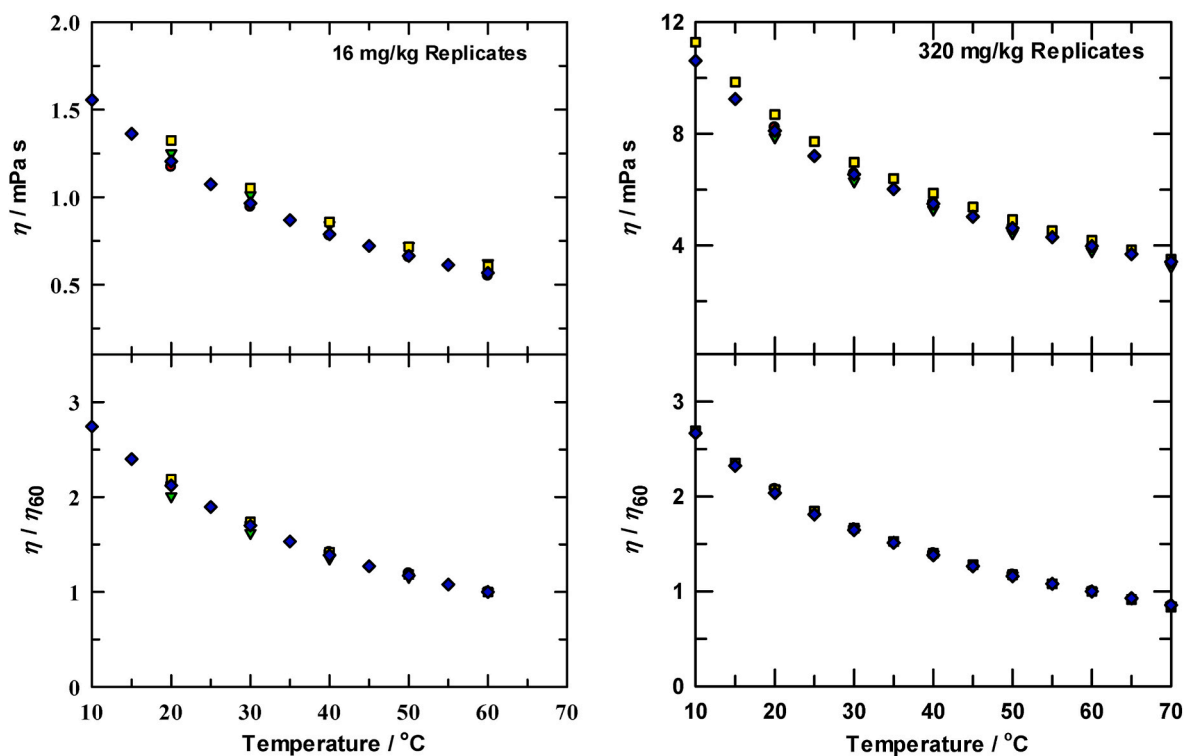 2.0
1.5
1.0
0.5
η / mPa s
16 mg/kg Replicates
12
8
4
η / mPa s
320 mg/kg Replicates
3
2
1
0
η / η60
10 20 30 40 50 60 70
Temperature / °C
3
2
1
0
η / η60
10 20 30 40 50 60 70
Temperature / °C